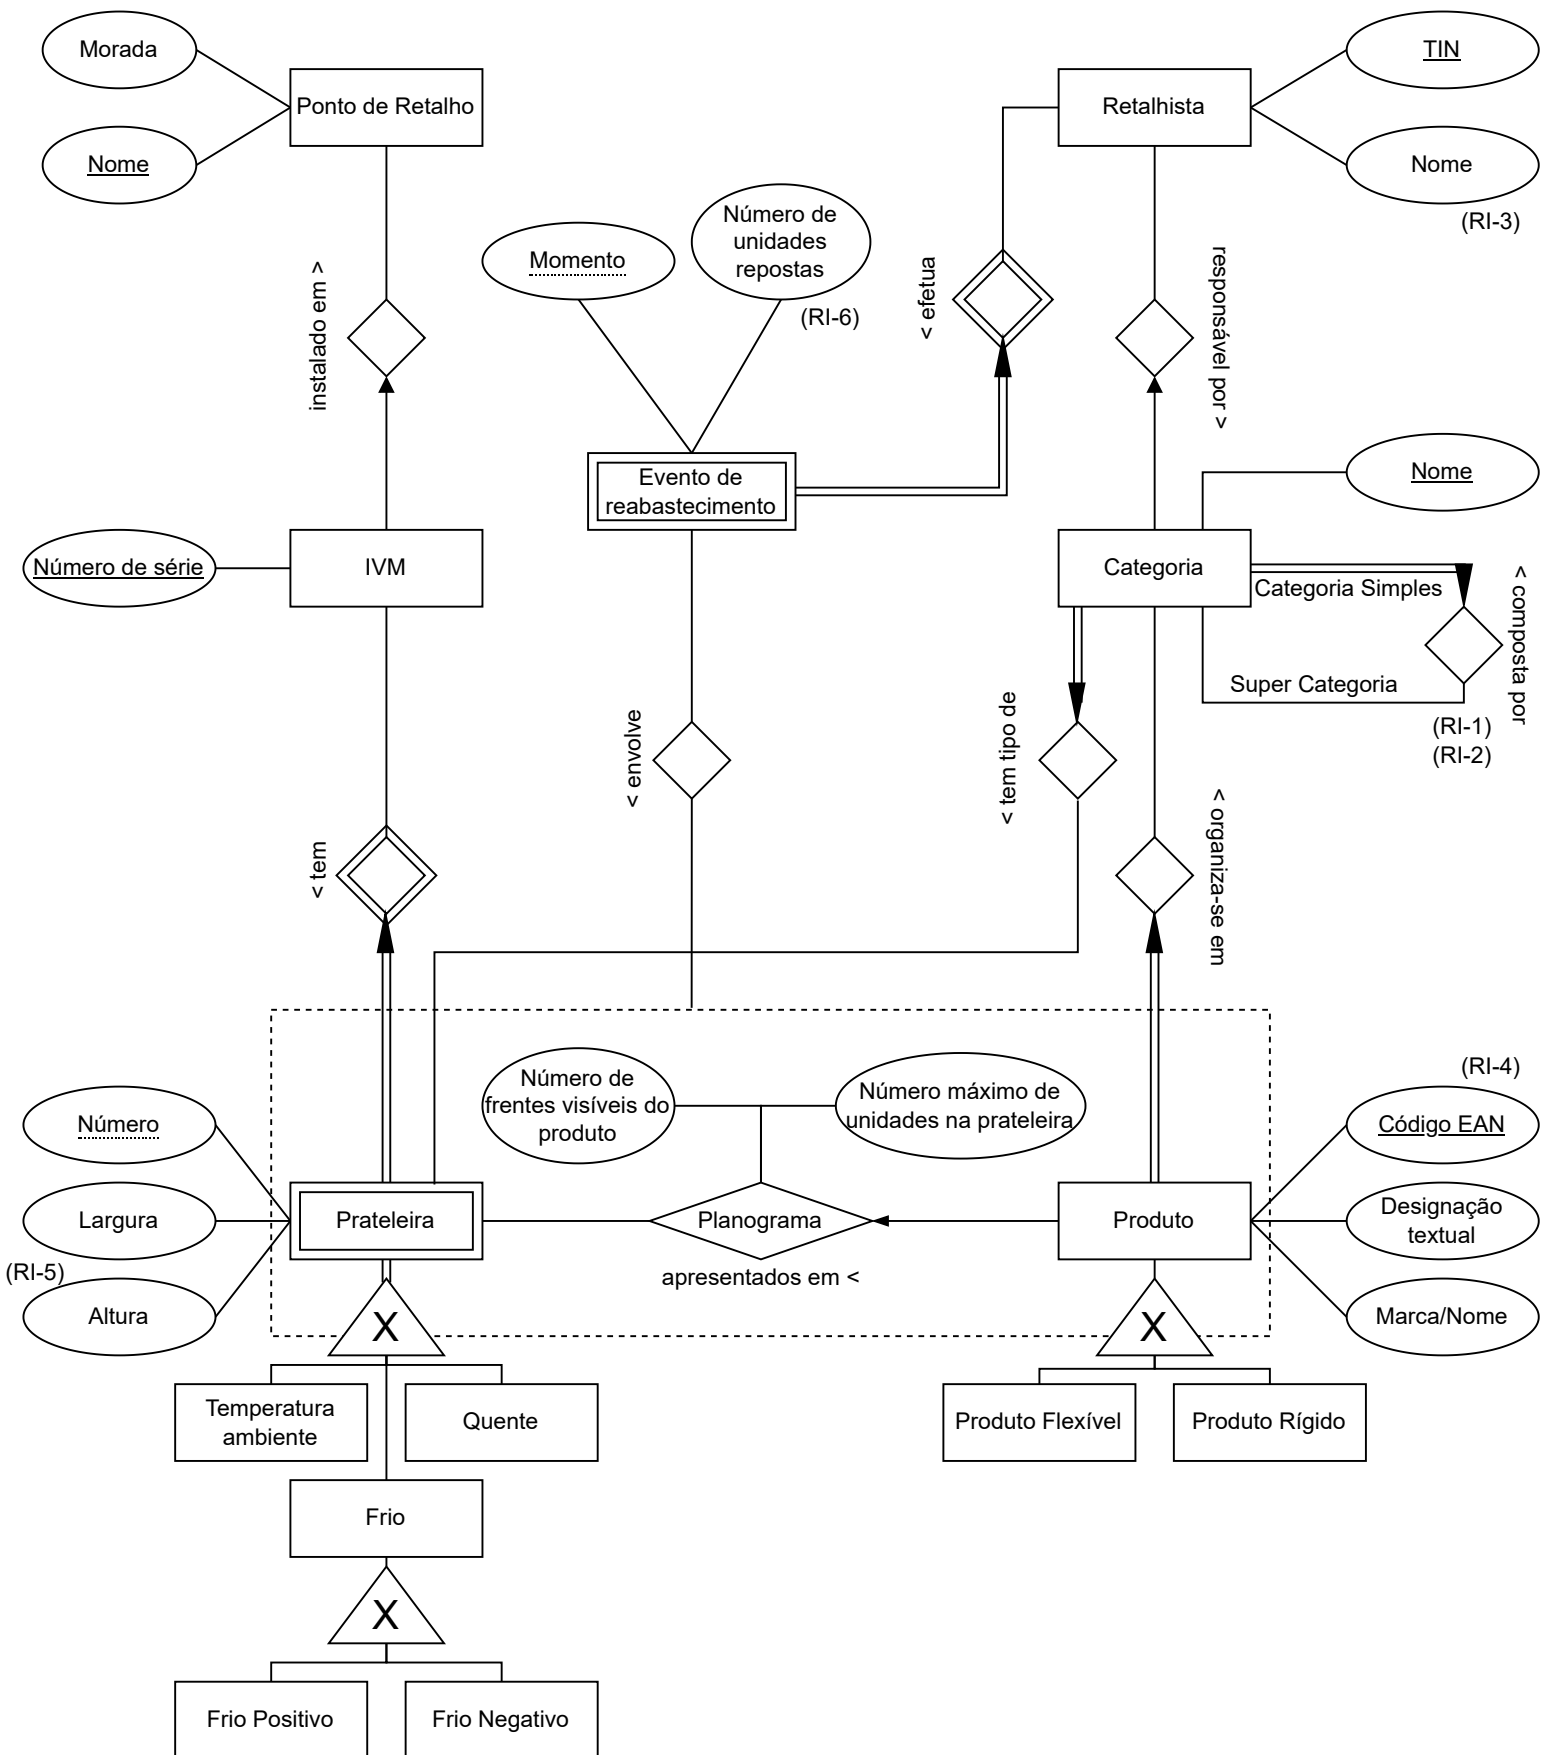 Morada
TIN
Ponto de Retalho
Retalhista
Nome
Nome
(RI-3)
Momento
Número de
unidades
repostas
(RI-6)
instalado em >
< efetua
responsável por >
Evento de
reabastecimento
Nome
Número de série
IVM
Categoria
Categoria Simples
< composta por
Super Categoria
(RI-1)
(RI-2)
< envolve
< tem tipo de
< tem
< organiza-se em
Número de
frentes visíveis do
produto
Número máximo de
unidades na prateleira
(RI-4)
Número
Código EAN
Largura
Prateleira
Planograma
Produto
Designação
textual
(RI-5)
apresentados em <
Altura
X
X
Marca/Nome
Temperatura
ambiente
Quente
Produto Flexível
Produto Rígido
Frio
X
Frio Positivo
Frio Negativo